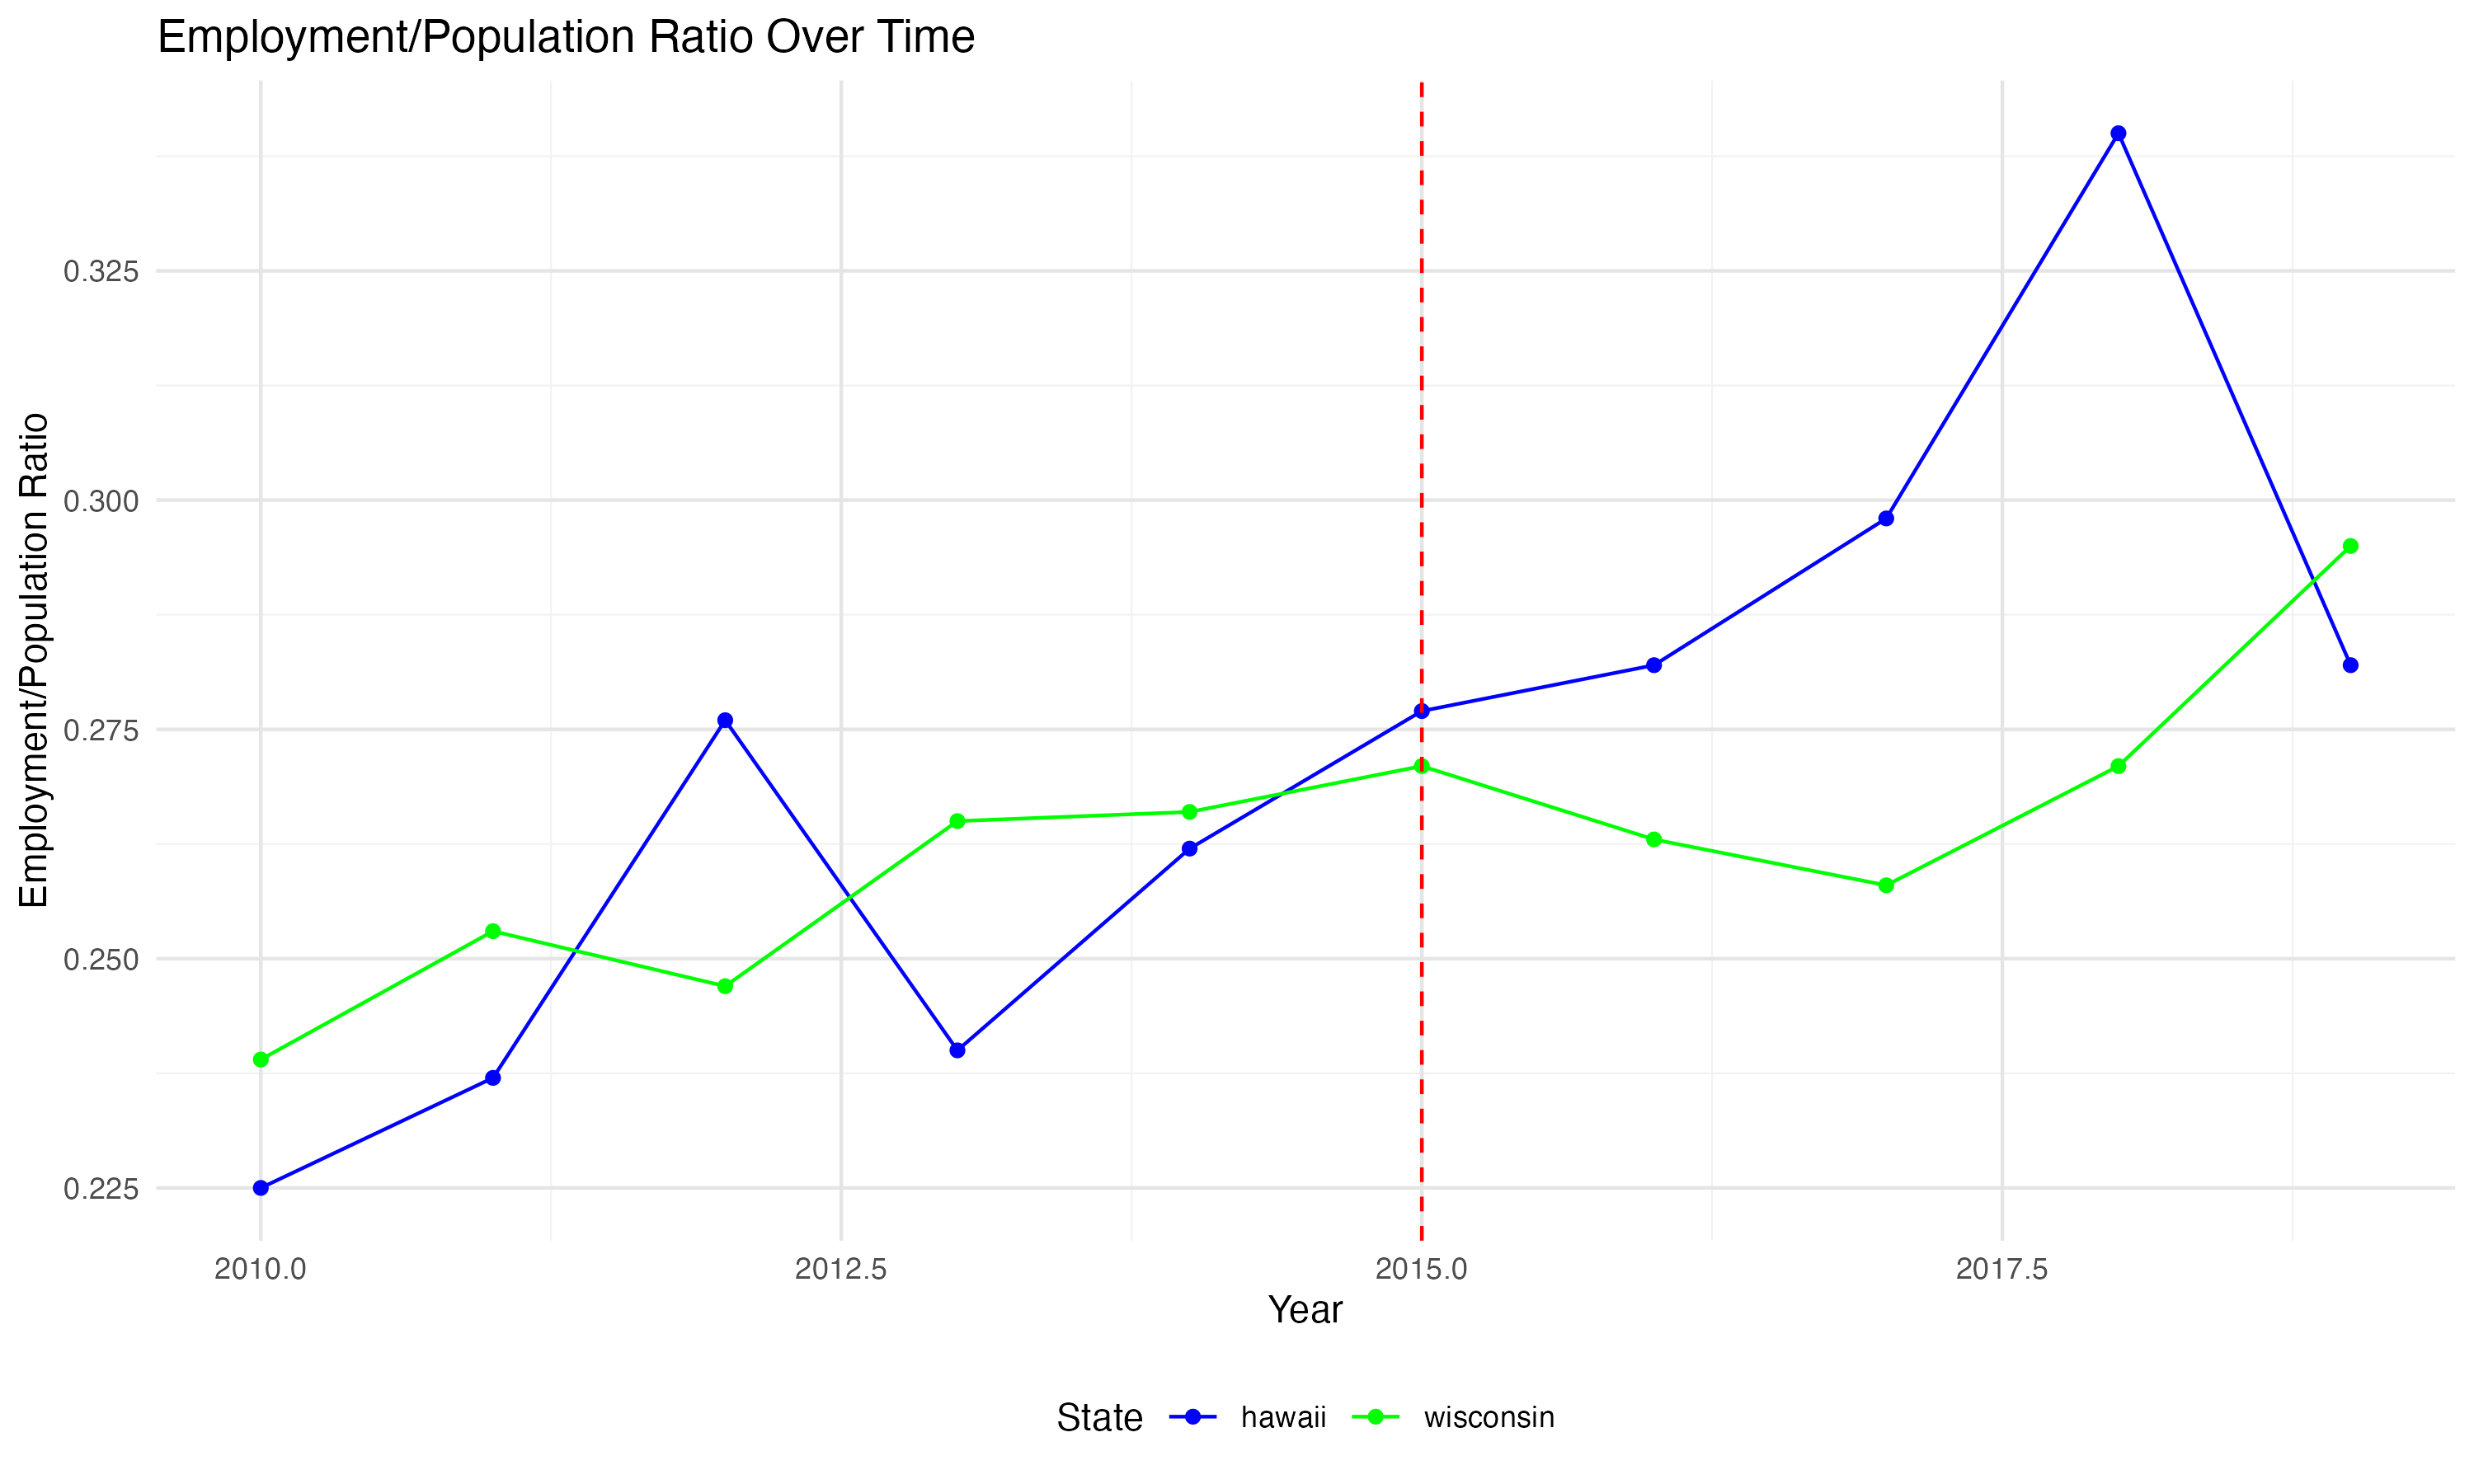 Employment/Population Ratio Over Time
Employment/Population Ratio
0.325
0.300
0.275
0.250
0.225
2010.0 2012.5 2015.0 2017.5
Year
State hawaii wisconsin